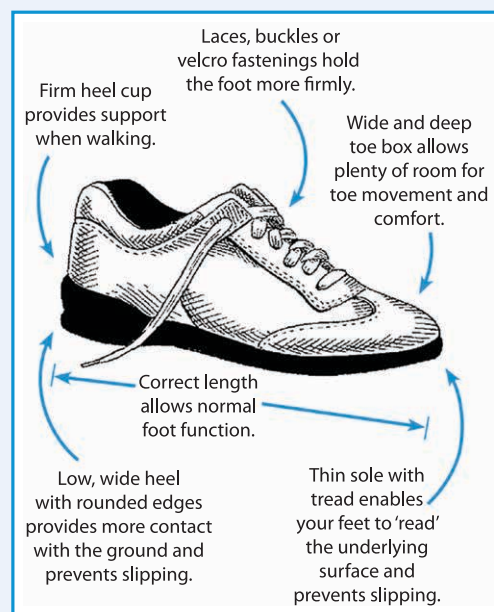 Laces, buckles or
velcro fastenings hold
the foot more firmly.
Firm heel cup
provides support
when walking.
Wide and deep
toe box allows
plenty of room for
toe movement and
comfort.
Correct length
allows normal
foot function.
Low, wide heel
with rounded edges
provides more contact
with the ground and
prevents slipping.
Thin sole with
tread enables
your feet to ‘read’
the underlying
surface and
prevents slipping.